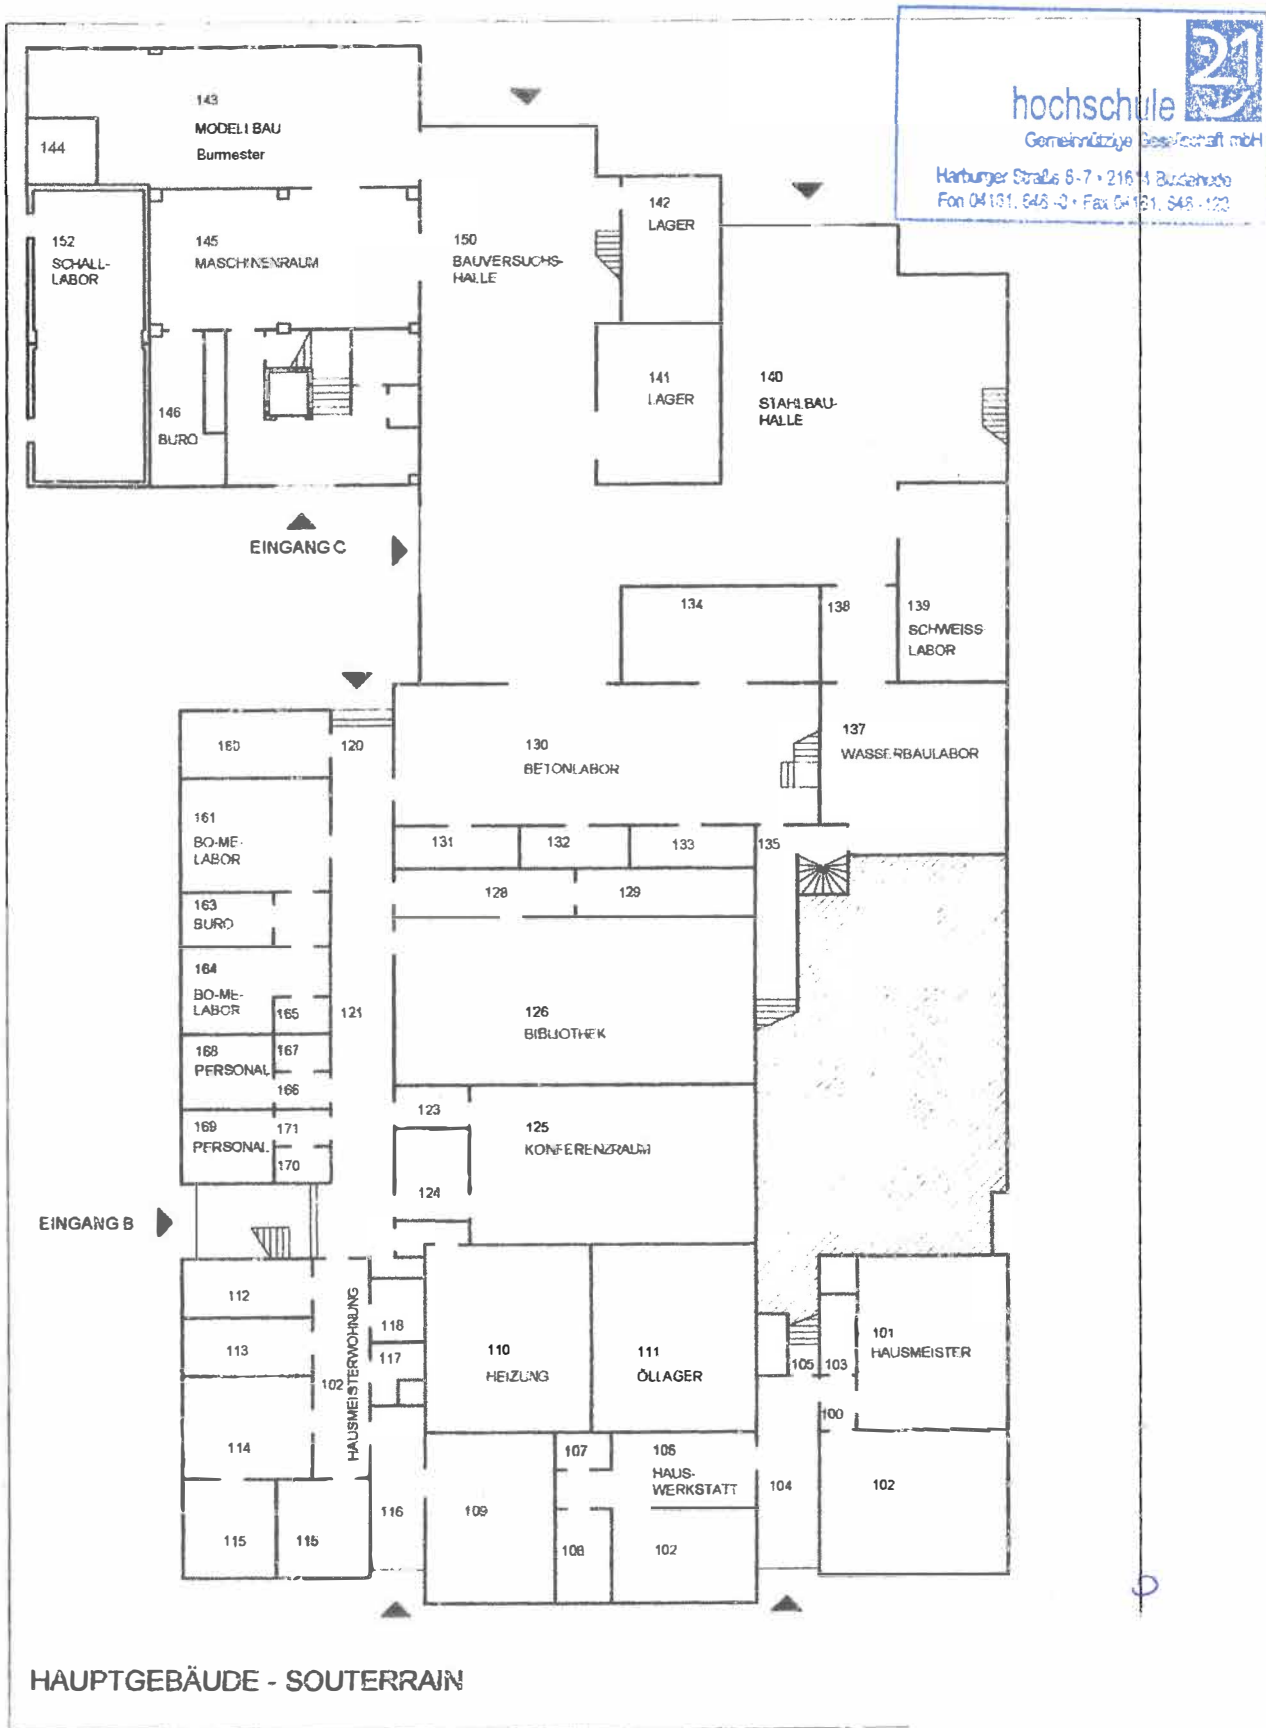 21
hochschule
Gemeinnützige Gesellschaft mbH
Harburger Straße 6-7 • 21614 Buxtehude
143
MODELLBAU
Burmester
144
152
SCHALL-
LABOR
145
MASCHINENRAUM
150
BAUVERSUCHS-
HALLE
142
LAGER
141
LAGER
140
STAHLBAU-
HALLE
146
BURO
EINGANG C
134
138
139
SCHWEISS
LABOR
160
120
130
BETONLABOR
137
WASSERBAULABOR
161
BO-ME-
LABOR
131
132
133
135
128
129
163
BURO
164
BO-ME-
LABOR
165
121
126
BIBLIOTHEK
168
PERSONAL
167
166
123
125
KONFERENZRAUM
169
PERSONAL
171
170
124
EINGANG B
112
113
102
HAUSMEISTERWOHNUNG
118
117
110
HEIZUNG
111
ÖLLAGER
101
HAUSMEISTER
105
103
100
114
107
106
HAUS-
WERKSTATT
104
102
115
115
116
109
108
102
HAUPTGEBÄUDE - SOUTERRAIN